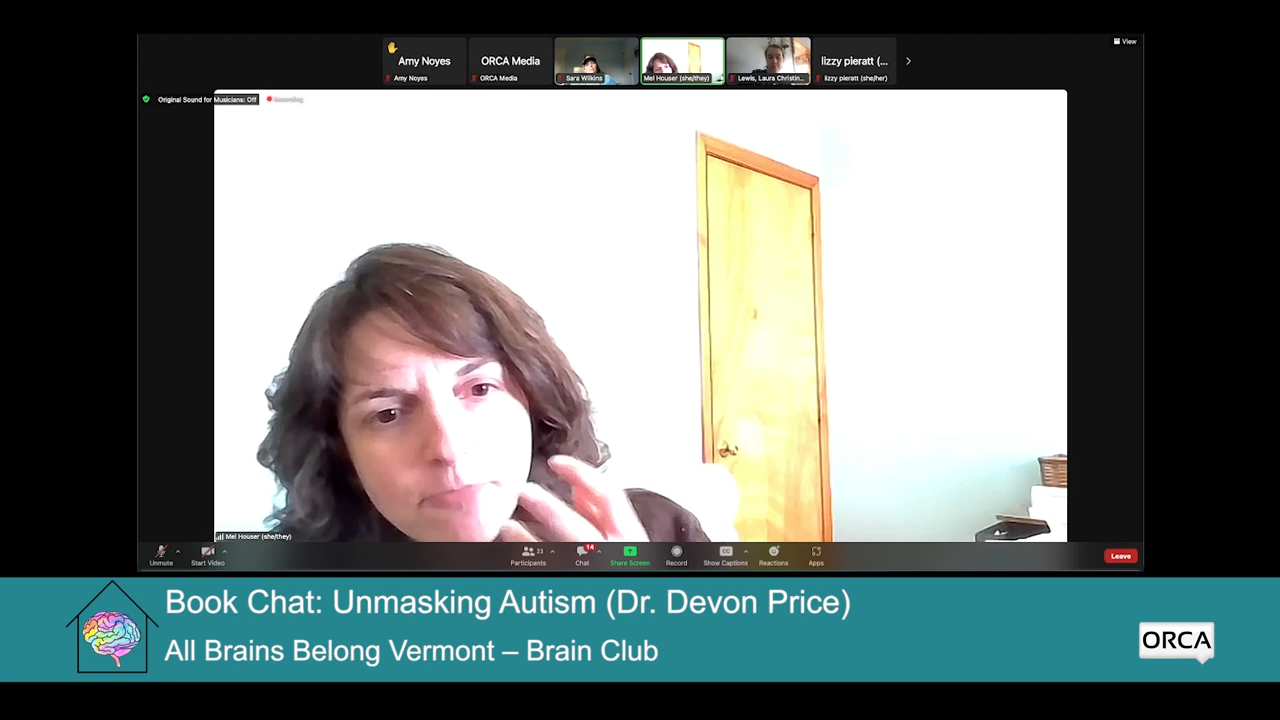 View
Amy Noyes
ORCA Media
lizzy pieratt (...
Amy Noyes
ORCA Media
Sara Wilkins
Mel Houser (she/they)
Lewis, Laura Christin...
lizzy pieratt (she/her)
Original Sound for Musicians: Off
Recording
Mel Houser (she/they)
23
14
CC
Unmute
Start Video
Participants
Chat
Share Screen
Record
Show Captions
Reactions
Apps
Leave
Book Chat: Unmasking Autism (Dr. Devon Price)
All Brains Belong Vermont – Brain Club
ORCA